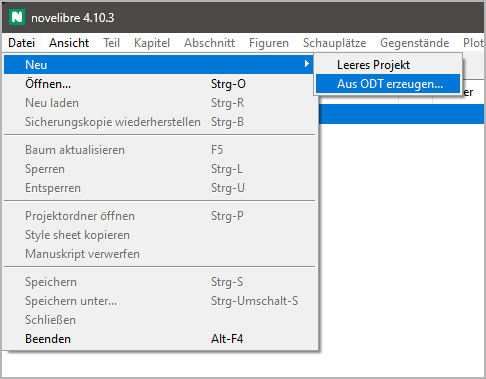 novelibre 4.10.3
Datei Ansicht Teil Kapitel Abschnitt Figuren Schauplätze Gegenstände Plot
Neu
Leeres Projekt
Öffnen... Strg-O
Aus ODT erzeugen...
Neu laden Strg-R
Sicherungskopie wiederherstellen Strg-B
Baum aktualisieren F5
Sperren Strg-L
Entsperren Strg-U
Projektordner öffnen Strg-P
Style sheet kopieren
Manuskript verwerfen
Speichern Strg-S
Speichern unter... Strg-Umschalt-S
Schließen
Beenden Alt-F4